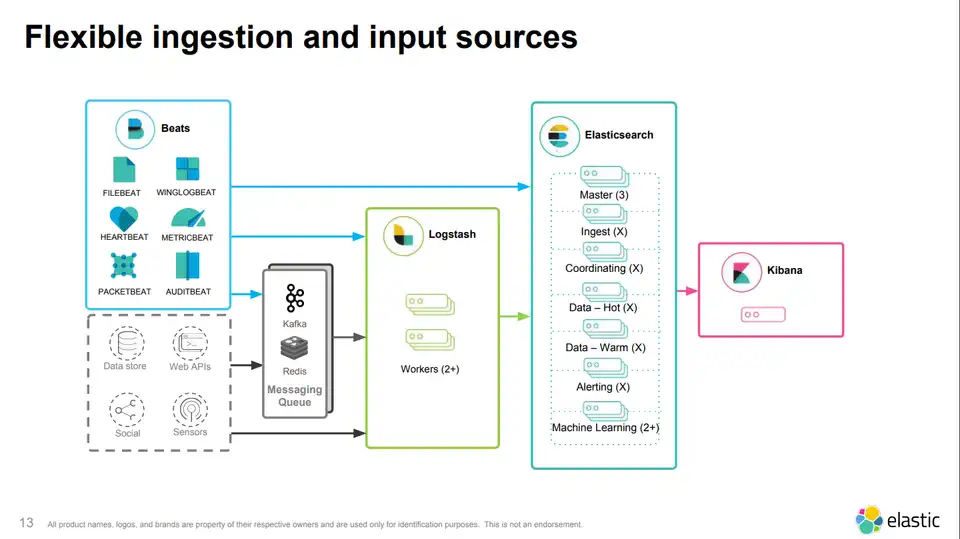 Flexible ingestion and input sources
Beats
FILEBEAT
WINGLOGBEAT
HEARTBEAT
METRICBEAT
PACKETBEAT
AUDITBEAT
Data store
Web APIs
Social
Sensors
Kafka
Redis
Messaging
Queue
Logstash
Workers (2+)
Elasticsearch
Master (3)
Ingest (X)
Coordinating (X)
Data – Hot (X)
Data – Warm (X)
Alerting (X)
Machine Learning (2+)
Kibana
13
All product names, logos, and brands are property of their respective owners and are used only for identification purposes. This is not an endorsement.
elastic